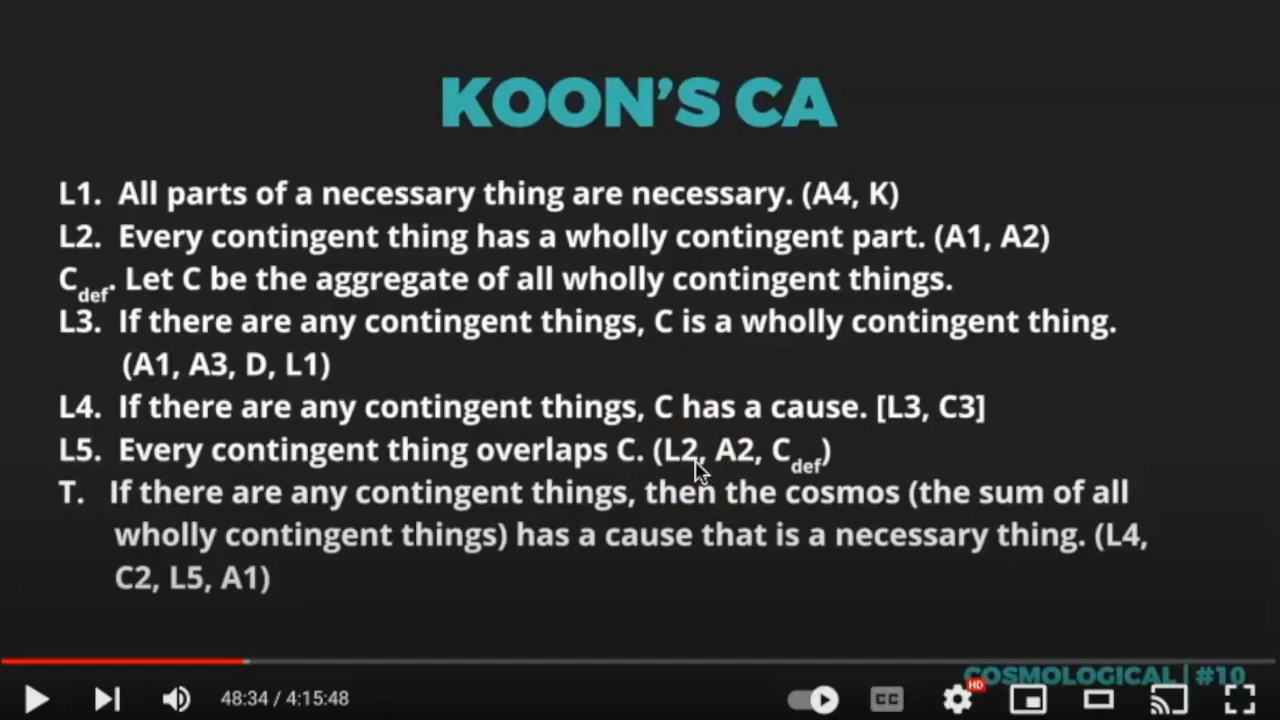 KOON'S CA
L1. All parts of a necessary thing are necessary. (A4, K)
L2. Every contingent thing has a wholly contingent part. (A1, A2)
Cdef. Let C be the aggregate of all wholly contingent things.
L3. If there are any contingent things, C is a wholly contingent thing.
(A1, A3, D, L1)
L4. If there are any contingent things, C has a cause. [L3, C3]
L5. Every contingent thing overlaps C. (L2, A2, Cdef)
T. If there are any contingent things, then the cosmos (the sum of all
wholly contingent things) has a cause that is a necessary thing. (L4,
C2, L5, A1)
COSMOLOGICAL | #10
48:34 / 4:15:48
CC
HD